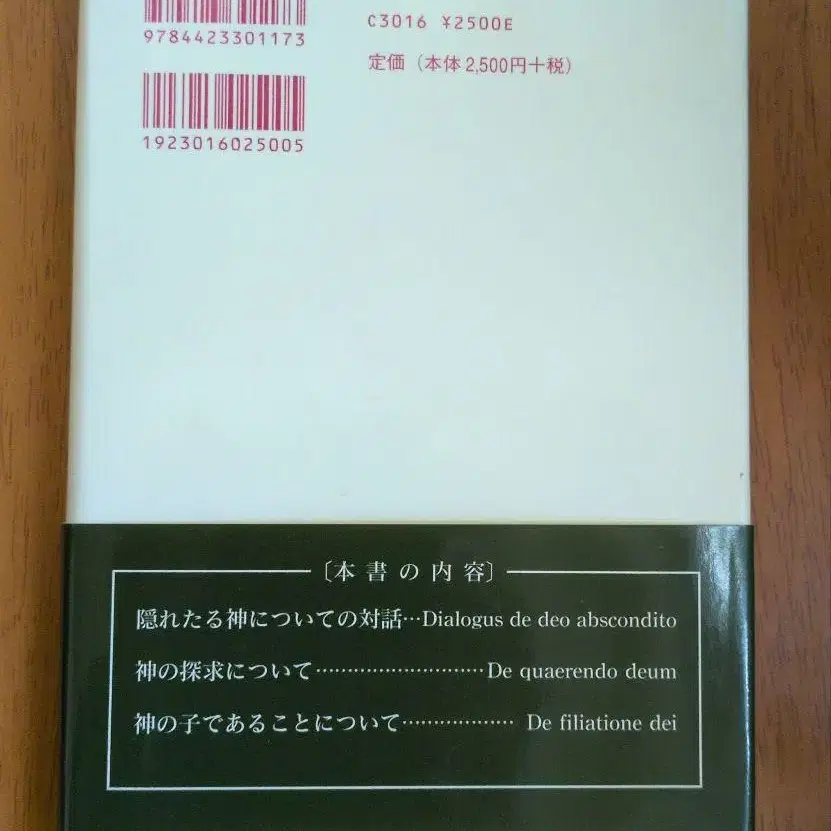 9784423301173
C3016 ¥2500E
定価（本体2,500円＋税）
1923016025005
〔本書の内容〕
隠れたる神についての対話…Dialogus de deo abscondito
神の探求について…………………………De quaerendo deum
神の子であることについて……………… De filiatione dei